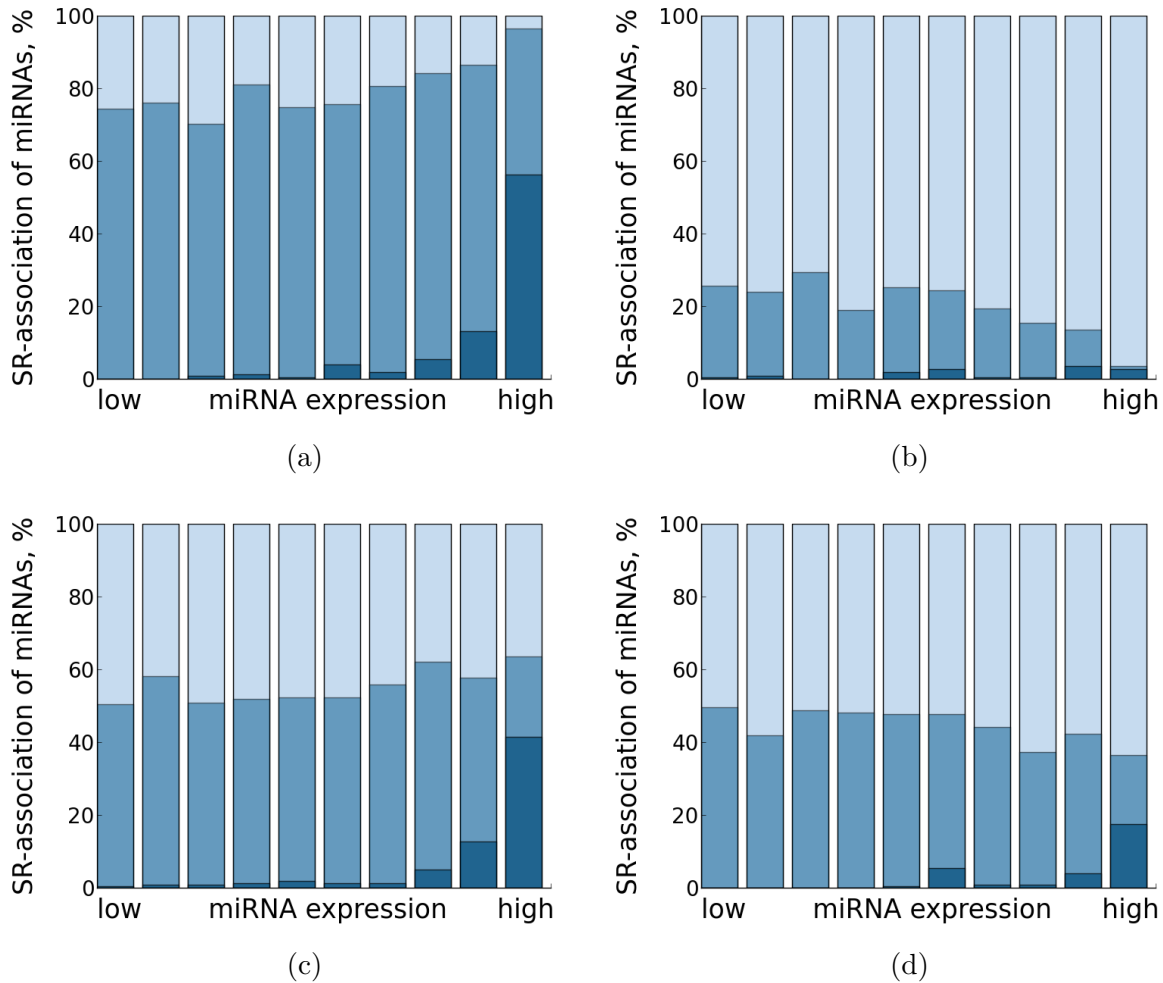 SR-association of miRNAs, %
100
80
60
40
20
0
low miRNA expression high
(a)
SR-association of miRNAs, %
100
80
60
40
20
0
low miRNA expression high
(b)
SR-association of miRNAs, %
100
80
60
40
20
0
low miRNA expression high
(c)
SR-association of miRNAs, %
100
80
60
40
20
0
low miRNA expression high
(d)